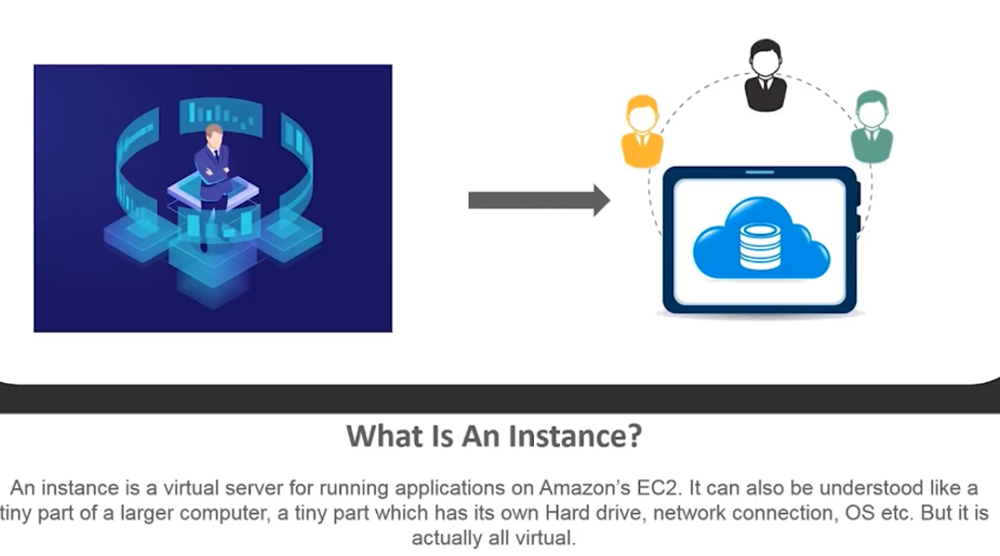 What Is An Instance?
An instance is a virtual server for running applications on Amazon's EC2. It can also be understood like a
tiny part of a larger computer, a tiny part which has its own Hard drive, network connection, OS etc. But it is
actually all virtual.